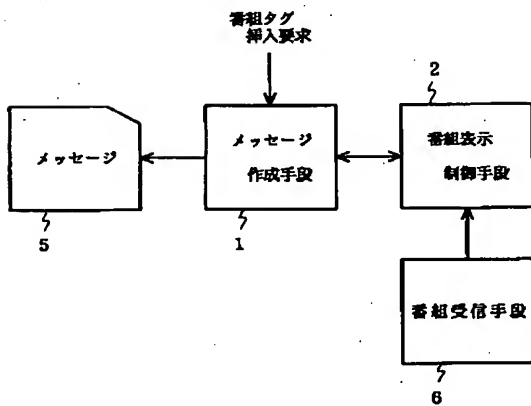 番組タグ
挿入要求
2
メッセージ
メッセージ
作成手段
番組表示
制御手段
5
1
番組受信手段
6